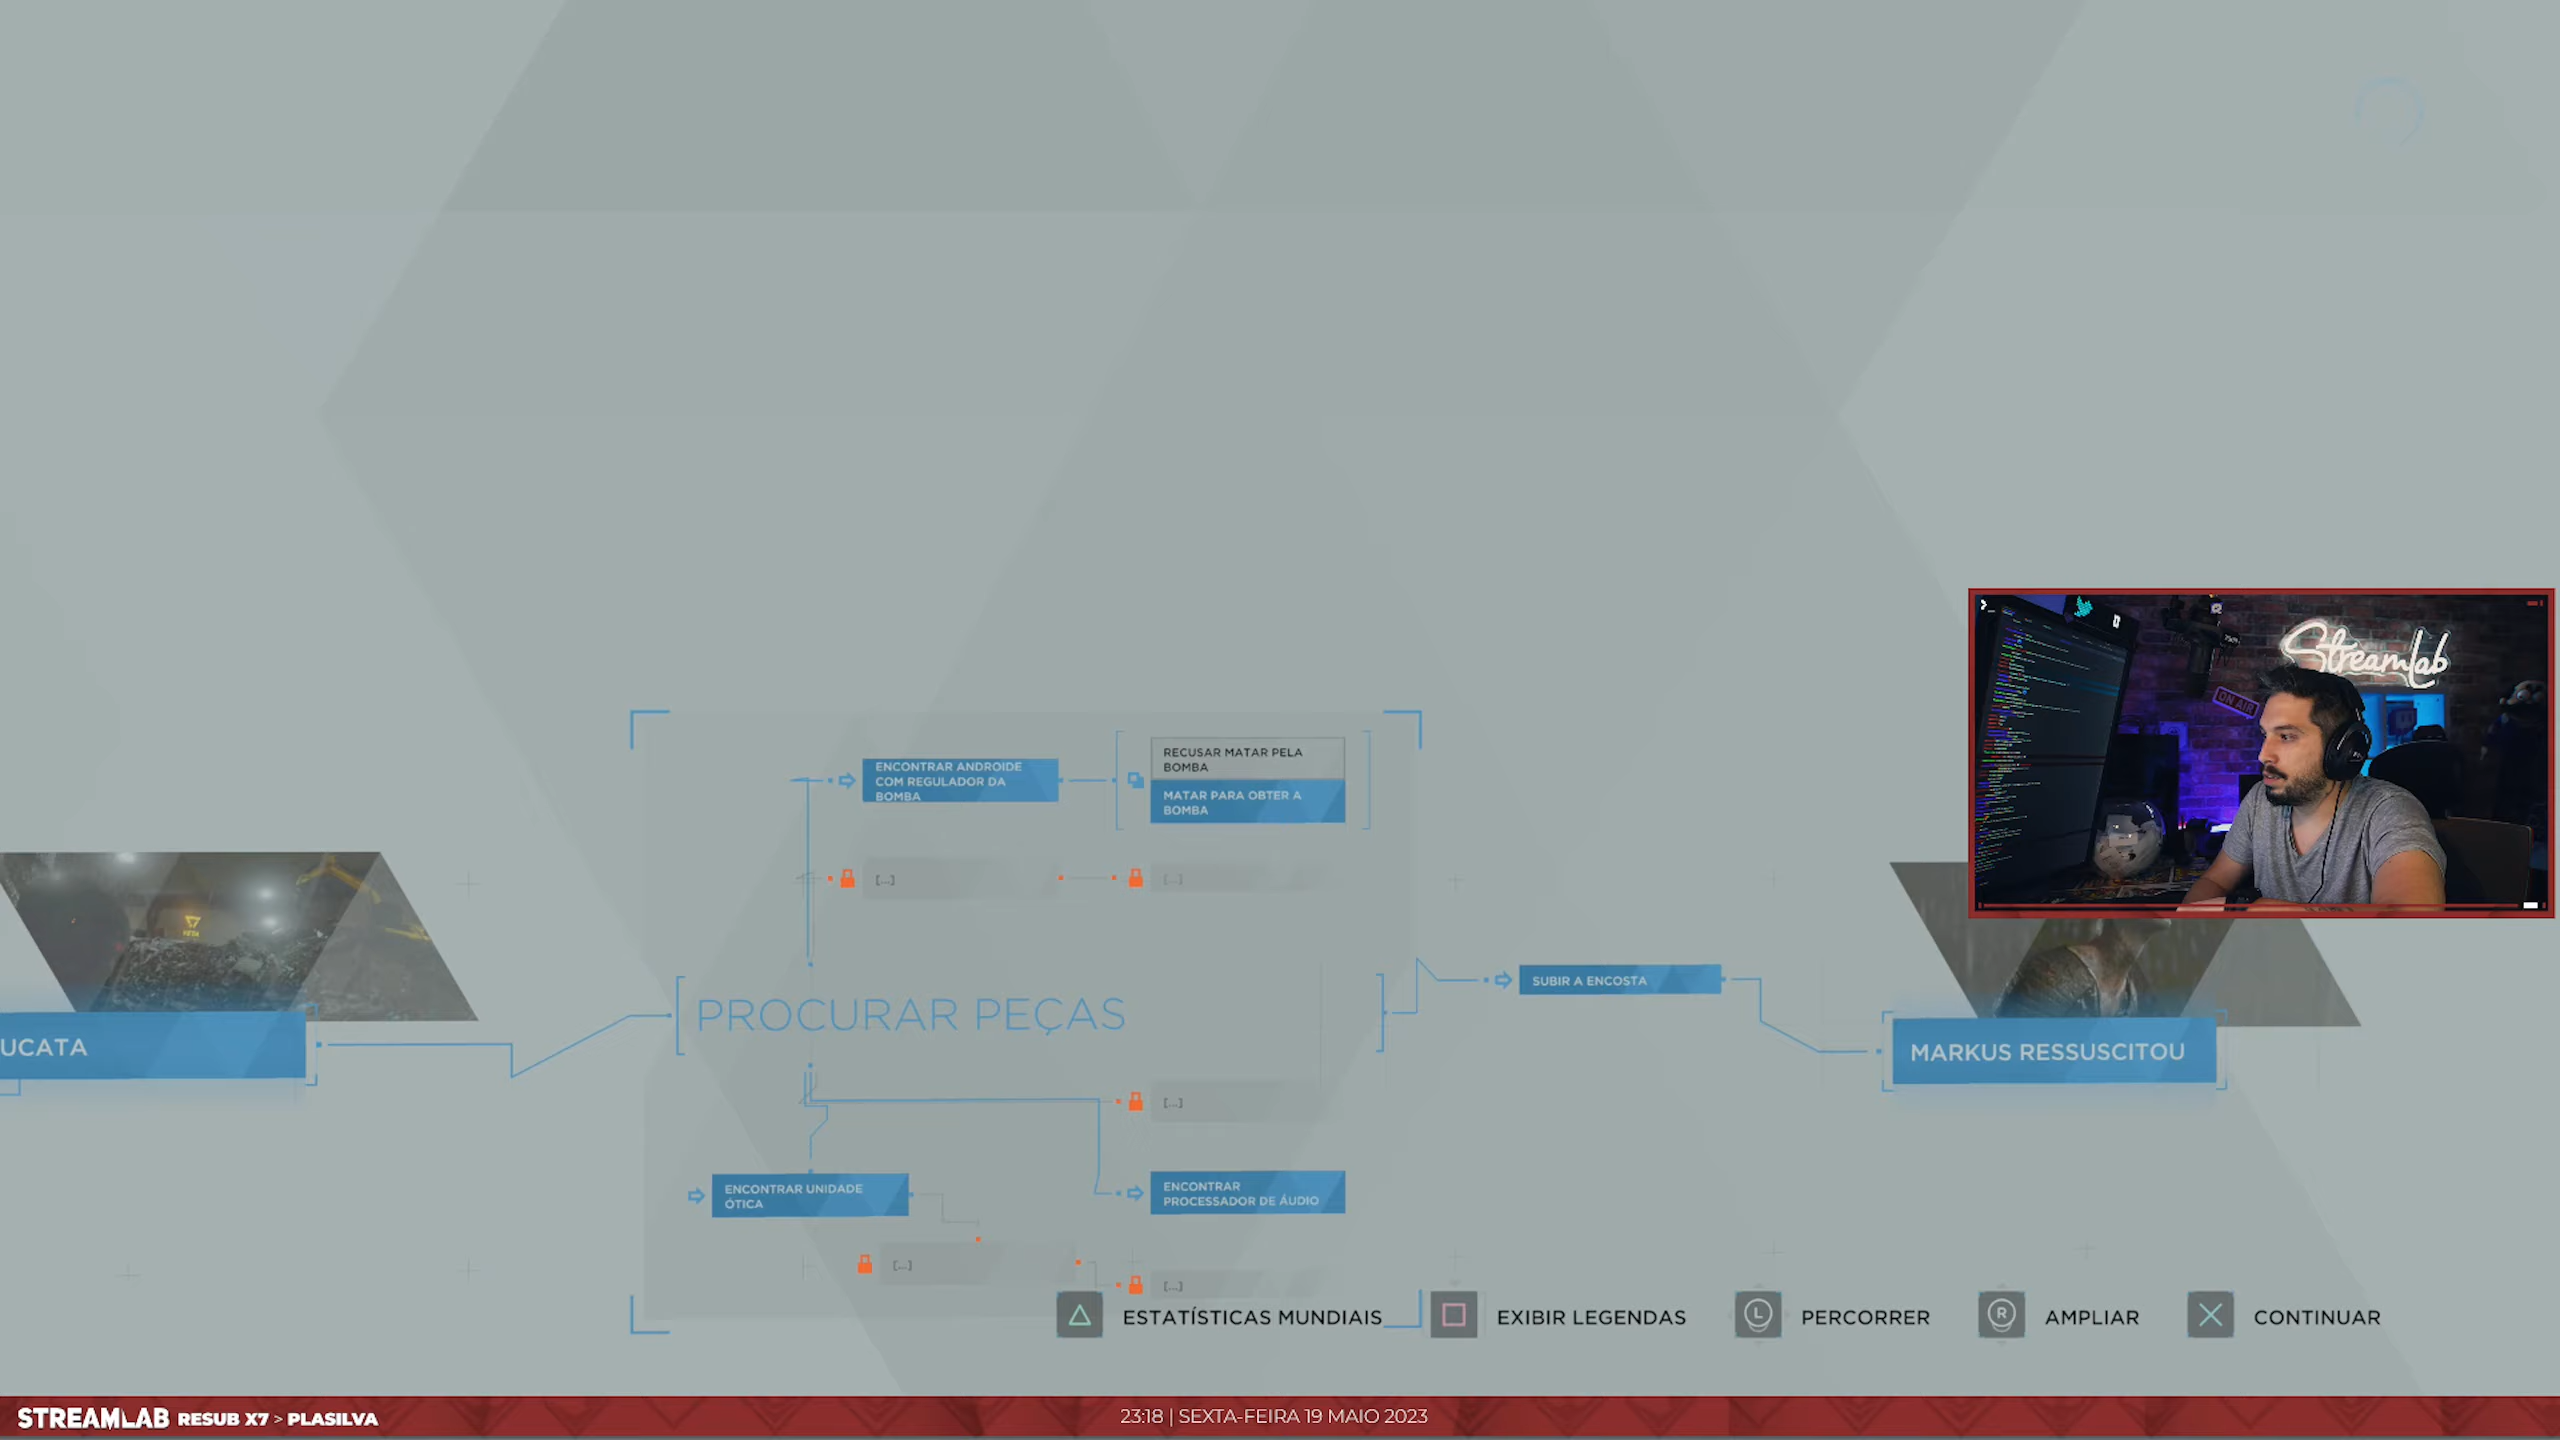 Streamlab
ON AIR
ENCONTRAR ANDROIDE
COM REGULADOR DA
BOMBA
RECUSAR MATAR PELA
BOMBA
MATAR PARA OBTER A
BOMBA
[...]
[...]
UCATA
PROCURAR PEÇAS
SUBIR A ENCOSTA
MARKUS RESSUSCITOU
[...]
ENCONTRAR UNIDADE
ÓTICA
ENCONTRAR
PROCESSADOR DE ÁUDIO
[...]
[...]
ESTATÍSTICAS MUNDIAIS
EXIBIR LEGENDAS
L
PERCORRER
R
AMPLIAR
CONTINUAR
STREAMLAB RESUB X7 > PLASILVA
23:18 | SEXTA-FEIRA 19 MAIO 2023